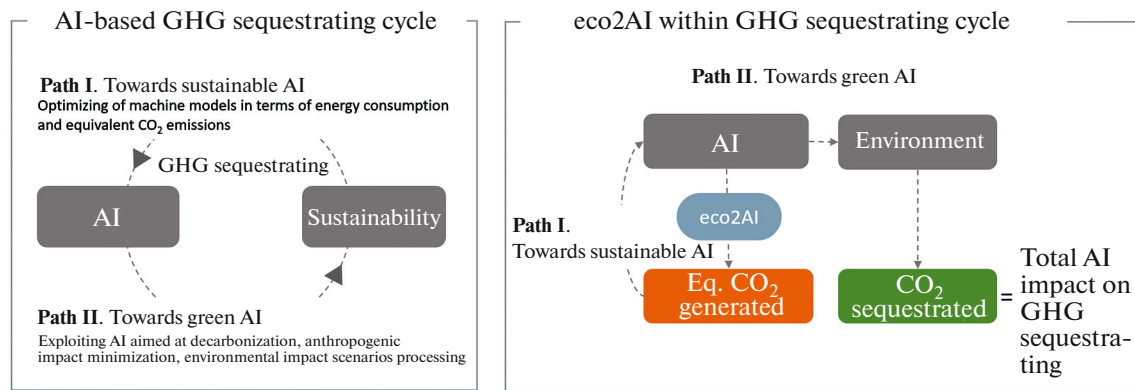 AI-based GHG sequestrating cycle
Path I. Towards sustainable AI
Optimizing of machine models in terms of energy consumption
and equivalent CO₂ emissions
GHG sequestrating
AI
Sustainability
Path II. Towards green AI
Exploiting AI aimed at decarbonization, anthropogenic
impact minimization, environmental impact scenarios processing
eco2AI within GHG sequestrating cycle
Path II. Towards green AI
AI
Environment
eco2AI
Path I.
Towards sustainable AI
Eq. CO₂
generated
CO₂
sequestrated
=
Total AI
impact on
GHG
sequestra-
ting